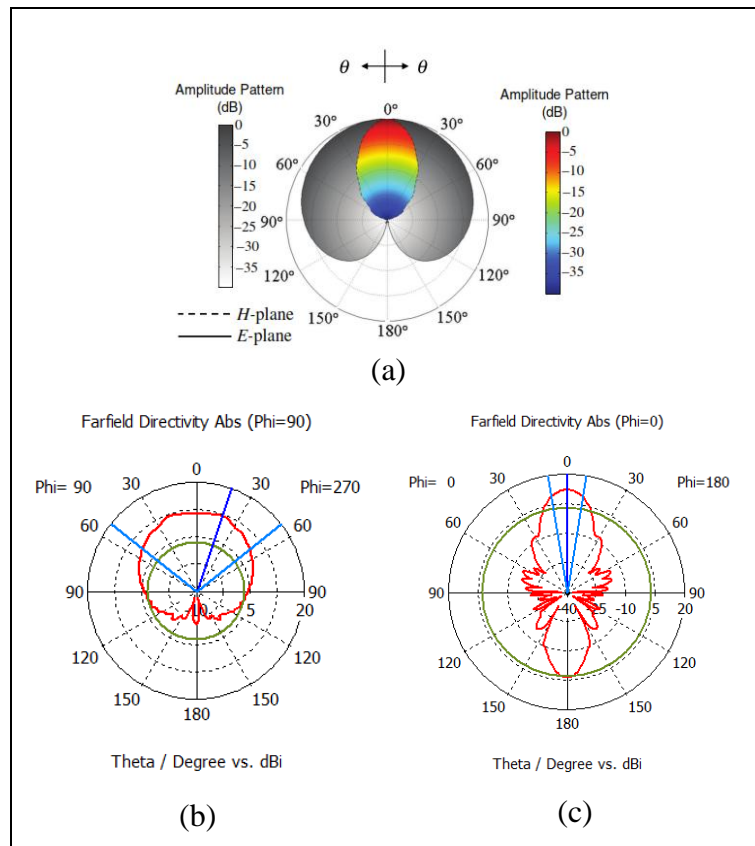 θ θ
Amplitude Pattern
(dB)
0
−5
−10
−15
−20
−25
−30
−35
0°
30° 30°
60° 60°
90° 90°
120° 120°
150° 150°
180°
Amplitude Pattern
(dB)
0
−5
−10
−15
−20
−25
−30
−35
H-plane
E-plane
(a)
Farfield Directivity Abs (Phi=90)
0
Phi= 90 30 30 Phi=270
60 60
90 -10 5 20 90
120 120
150 150
180
Theta / Degree vs. dBi
(b)
Farfield Directivity Abs (Phi=0)
0
Phi= 0 30 30 Phi=180
60 60
90 -40 -25 -10 5 20 90
120 120
150 150
180
Theta / Degree vs. dBi
(c)